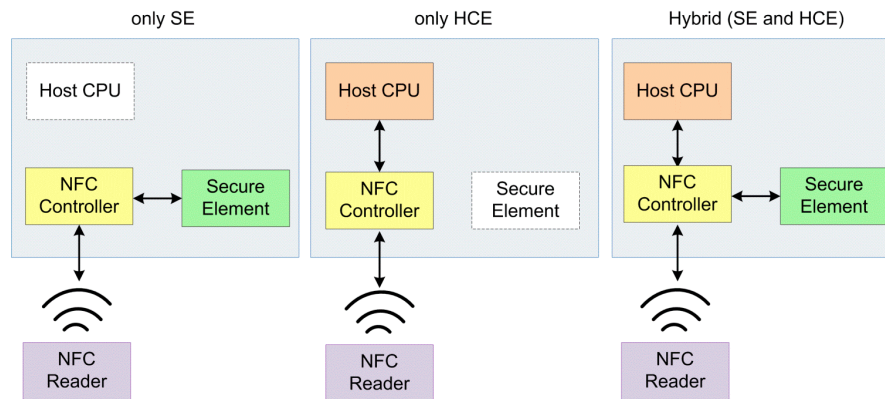 only SE
Host CPU
NFC
Controller
Secure
Element
NFC
Reader
only HCE
Host CPU
NFC
Controller
Secure
Element
NFC
Reader
Hybrid (SE and HCE)
Host CPU
NFC
Controller
Secure
Element
NFC
Reader